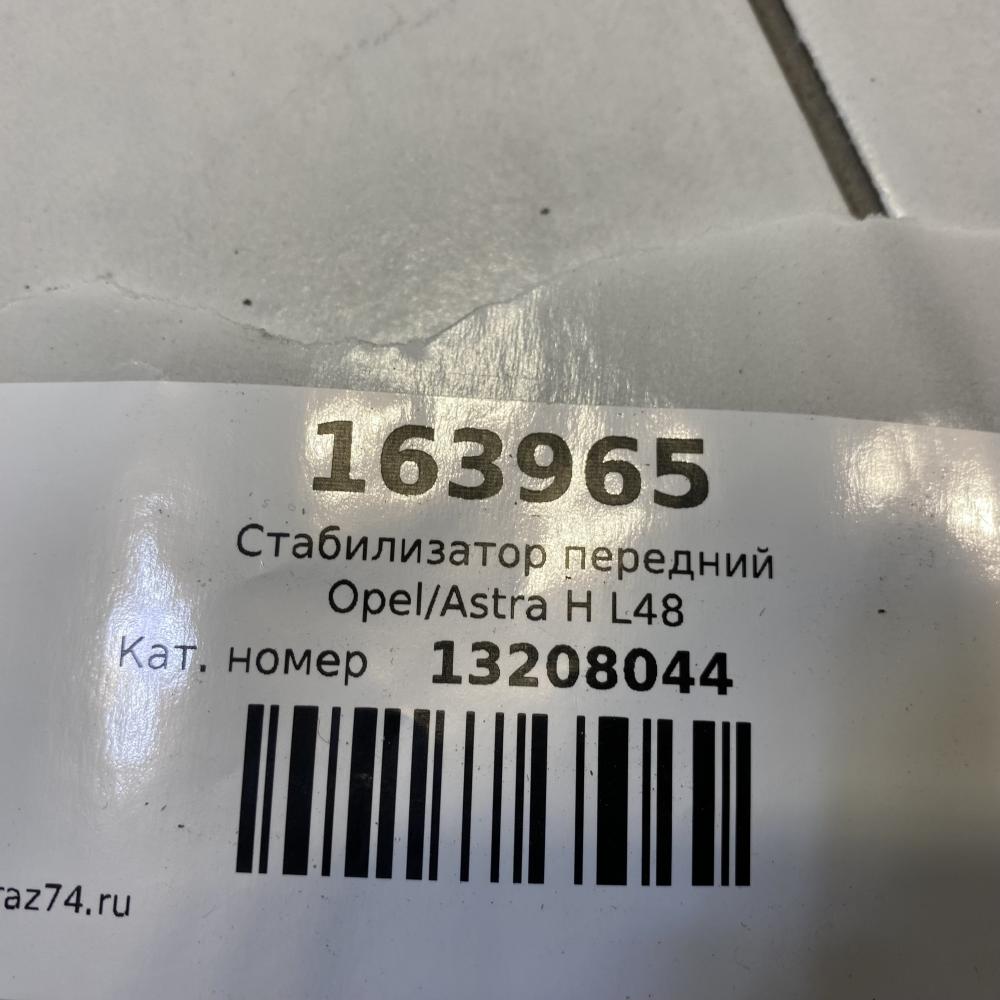 163965
Стабилизатор передний
Opel/Astra H L48
Кат. номер 13208044
raz74.ru